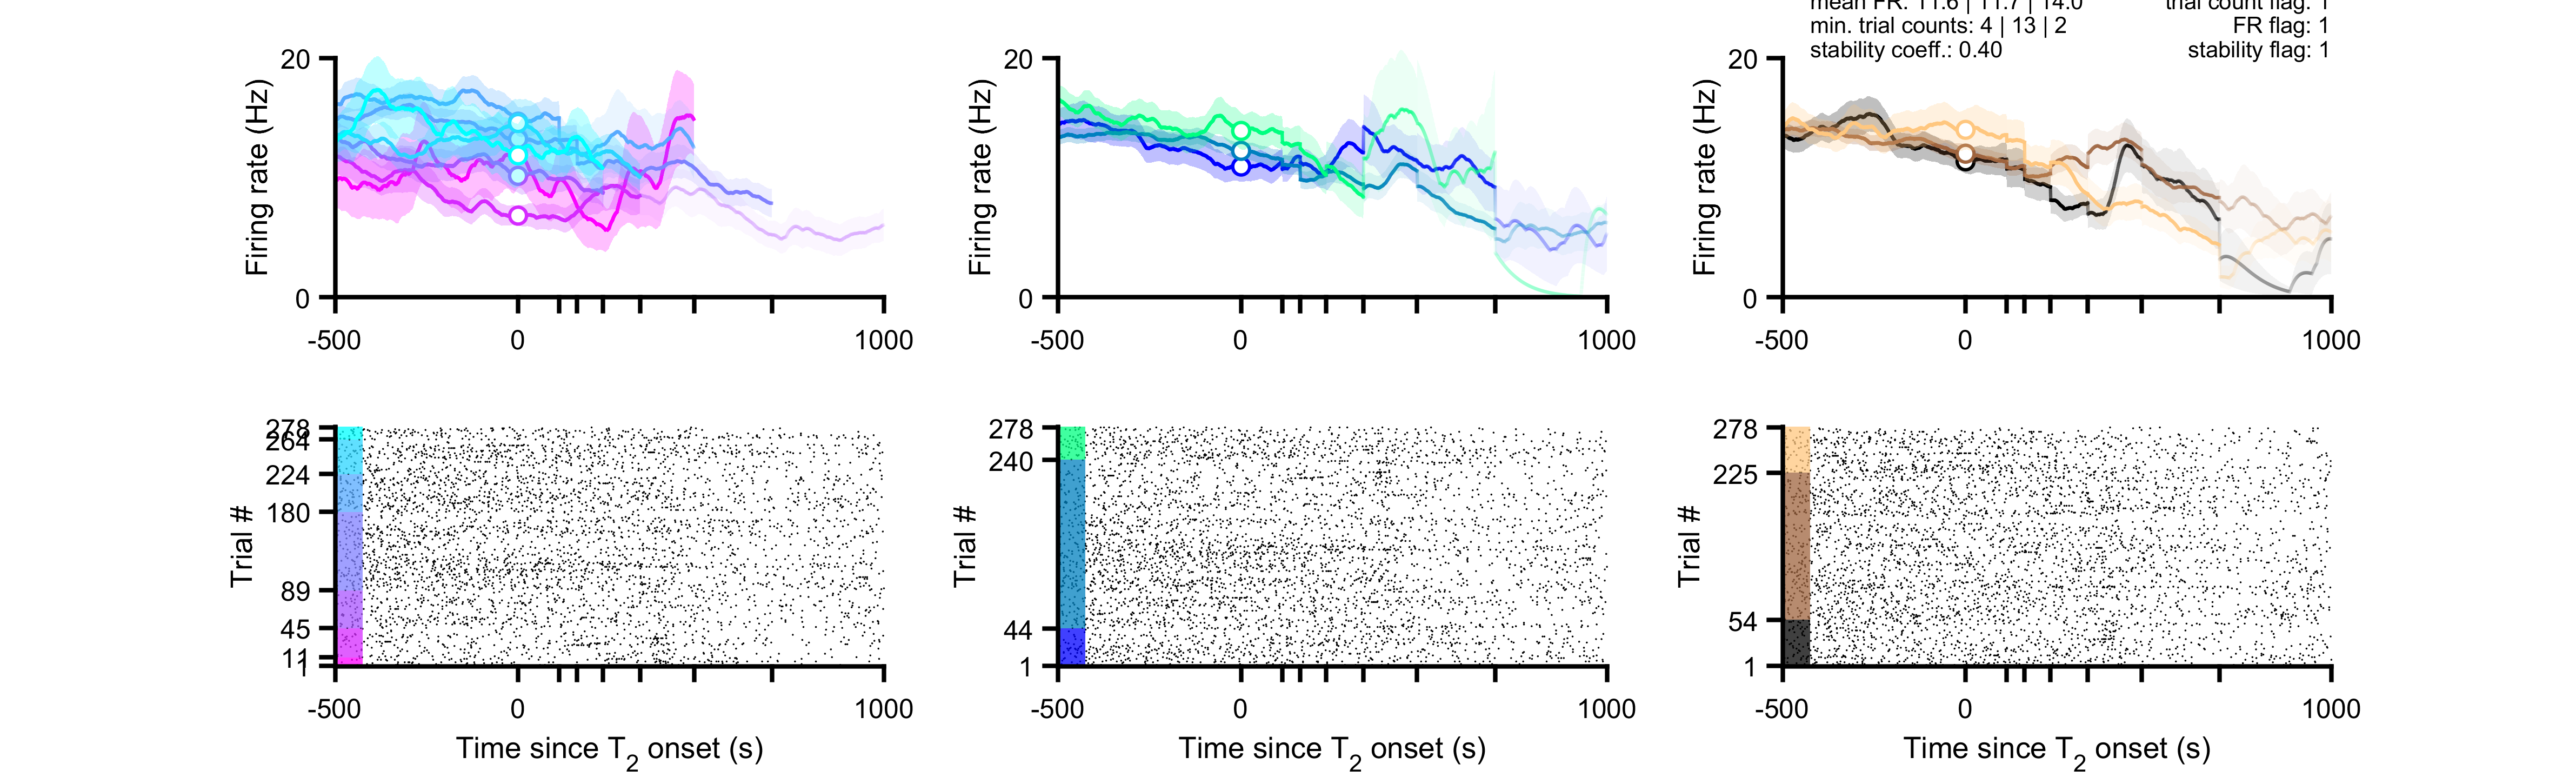 mean FR: 11.6 | 11.7 | 14.0 trial count flag: 1
min. trial counts: 4 | 13 | 2 FR flag: 1
stability coeff.: 0.40 stability flag: 1
20 20 20
Firing rate (Hz) Firing rate (Hz) Firing rate (Hz)
0 0 0
-500 0 1000 -500 0 1000 -500 0 1000
278 278 278
264
240
224 225
180
Trial # Trial # Trial #
89
45 44 54
11
1 1 1
-500 0 1000 -500 0 1000 -500 0 1000
Time since T2 onset (s) Time since T2 onset (s) Time since T2 onset (s)